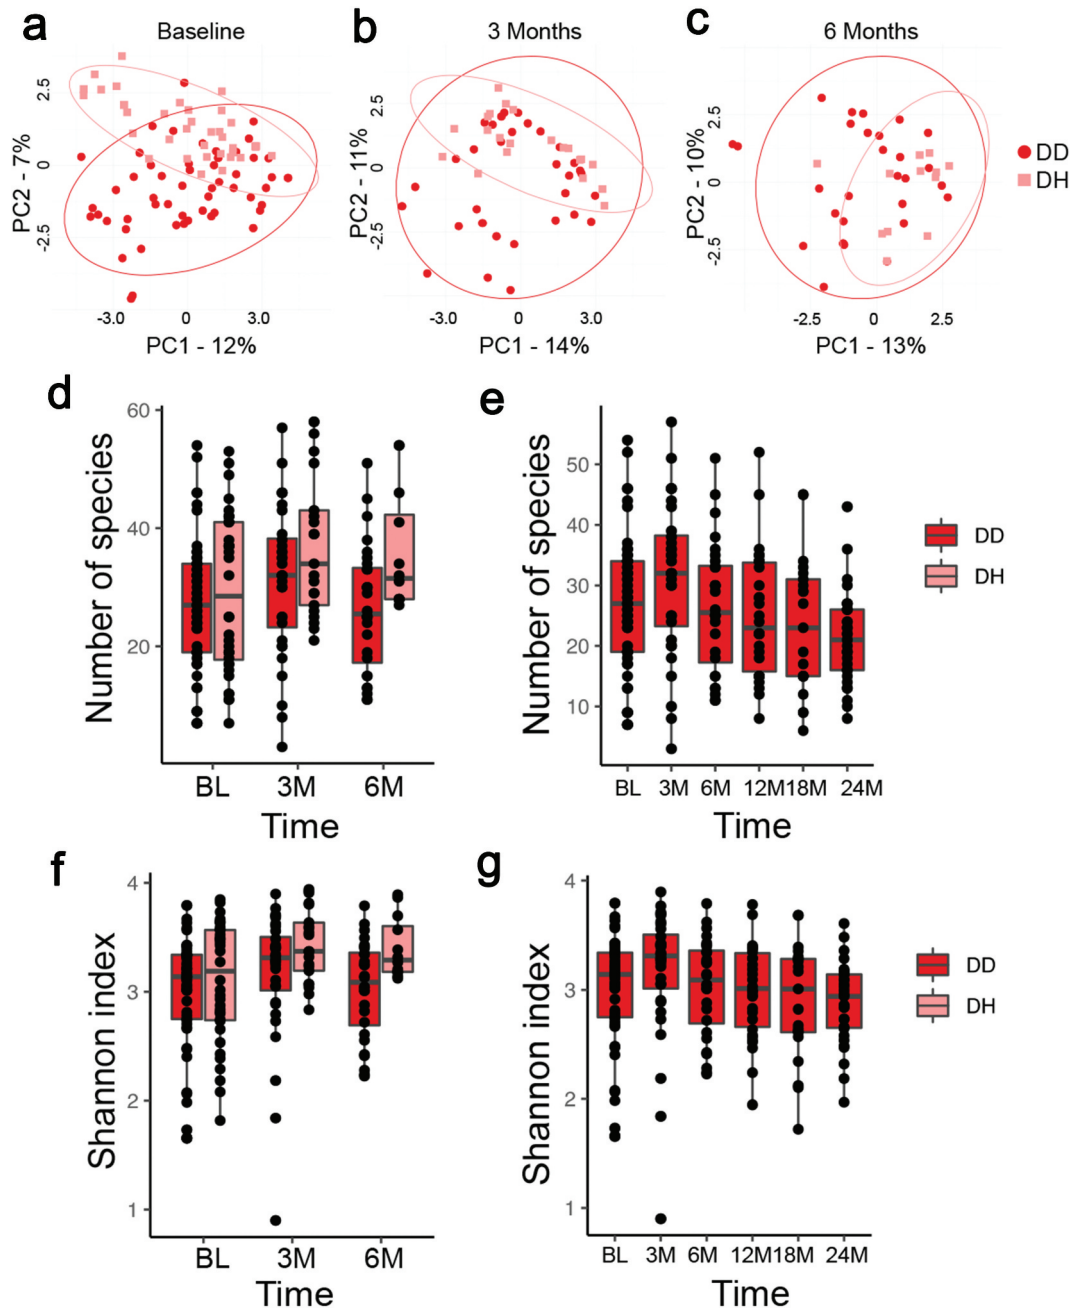 a
Baseline
b
3 Months
c
6 Months
PC2 - 7%
2.5
0
-2.5
-3.0 0 3.0
PC1 - 12%
PC2 - 11%
2.5
0
-2.5
-3.0 0 3.0
PC1 - 14%
PC2 - 10%
2.5
0
-2.5
-2.5 0 2.5
PC1 - 13%
DD
DH
d
Number of species
60
40
20
BL 3M 6M
Time
e
Number of species
50
40
30
20
10
BL 3M 6M 12M 18M 24M
Time
DD
DH
f
Shannon index
4
3
2
1
BL 3M 6M
Time
g
Shannon index
4
3
2
1
BL 3M 6M 12M 18M 24M
Time
DD
DH